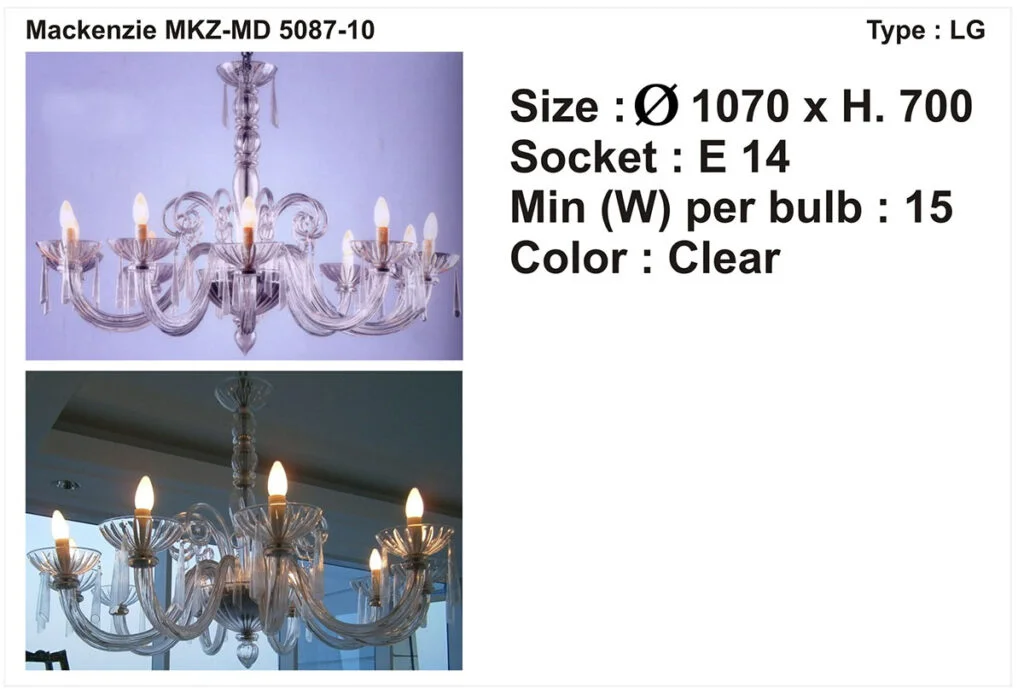 Mackenzie MKZ-MD 5087-10
Type : LG
Size : Ø 1070 x H. 700
Socket : E 14
Min (W) per bulb : 15
Color : Clear